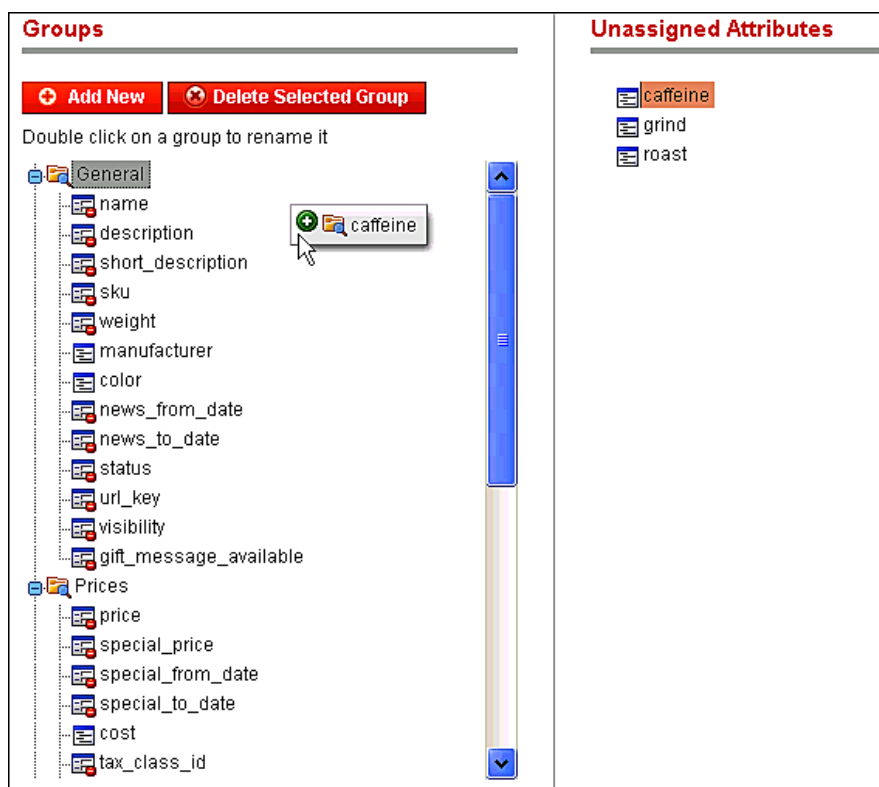 Groups
Add New
Delete Selected Group
Double click on a group to rename it
General
name
description
short_description
sku
weight
manufacturer
color
news_from_date
news_to_date
status
url_key
visibility
gift_message_available
Prices
price
special_price
special_from_date
special_to_date
cost
tax_class_id
caffeine
Unassigned Attributes
caffeine
grind
roast